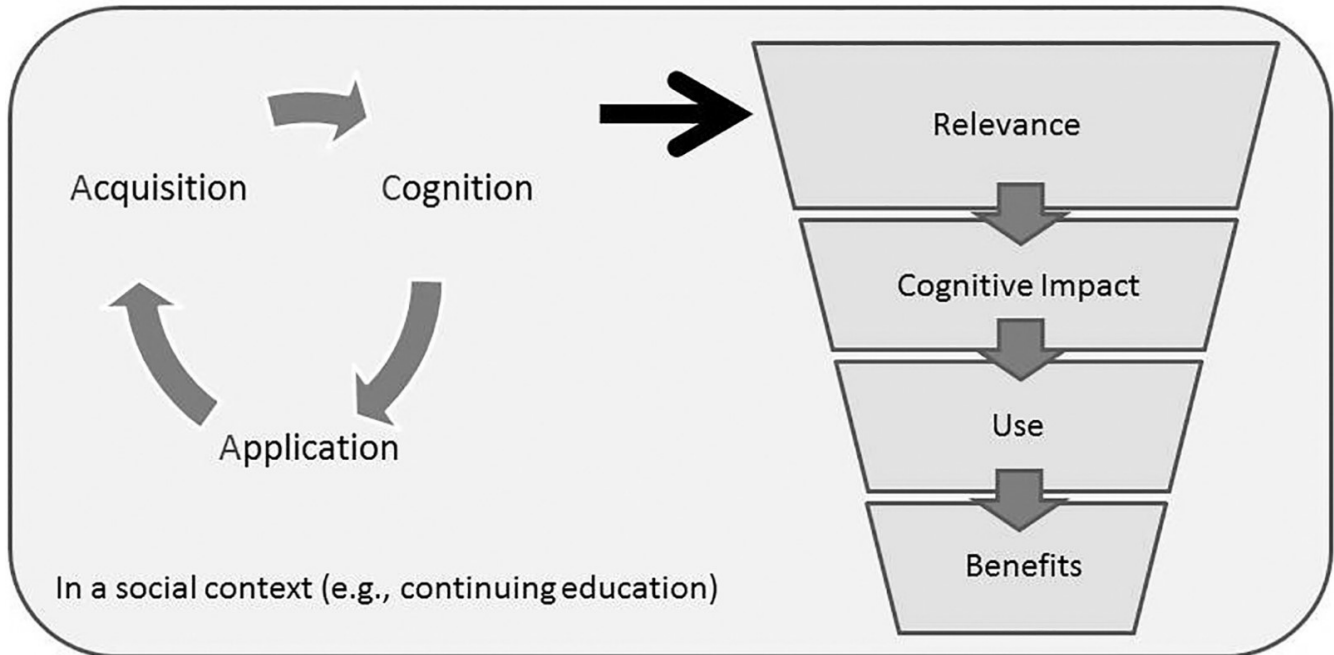 Acquisition
Cognition
Application
In a social context (e.g., continuing education)
Relevance
Cognitive Impact
Use
Benefits